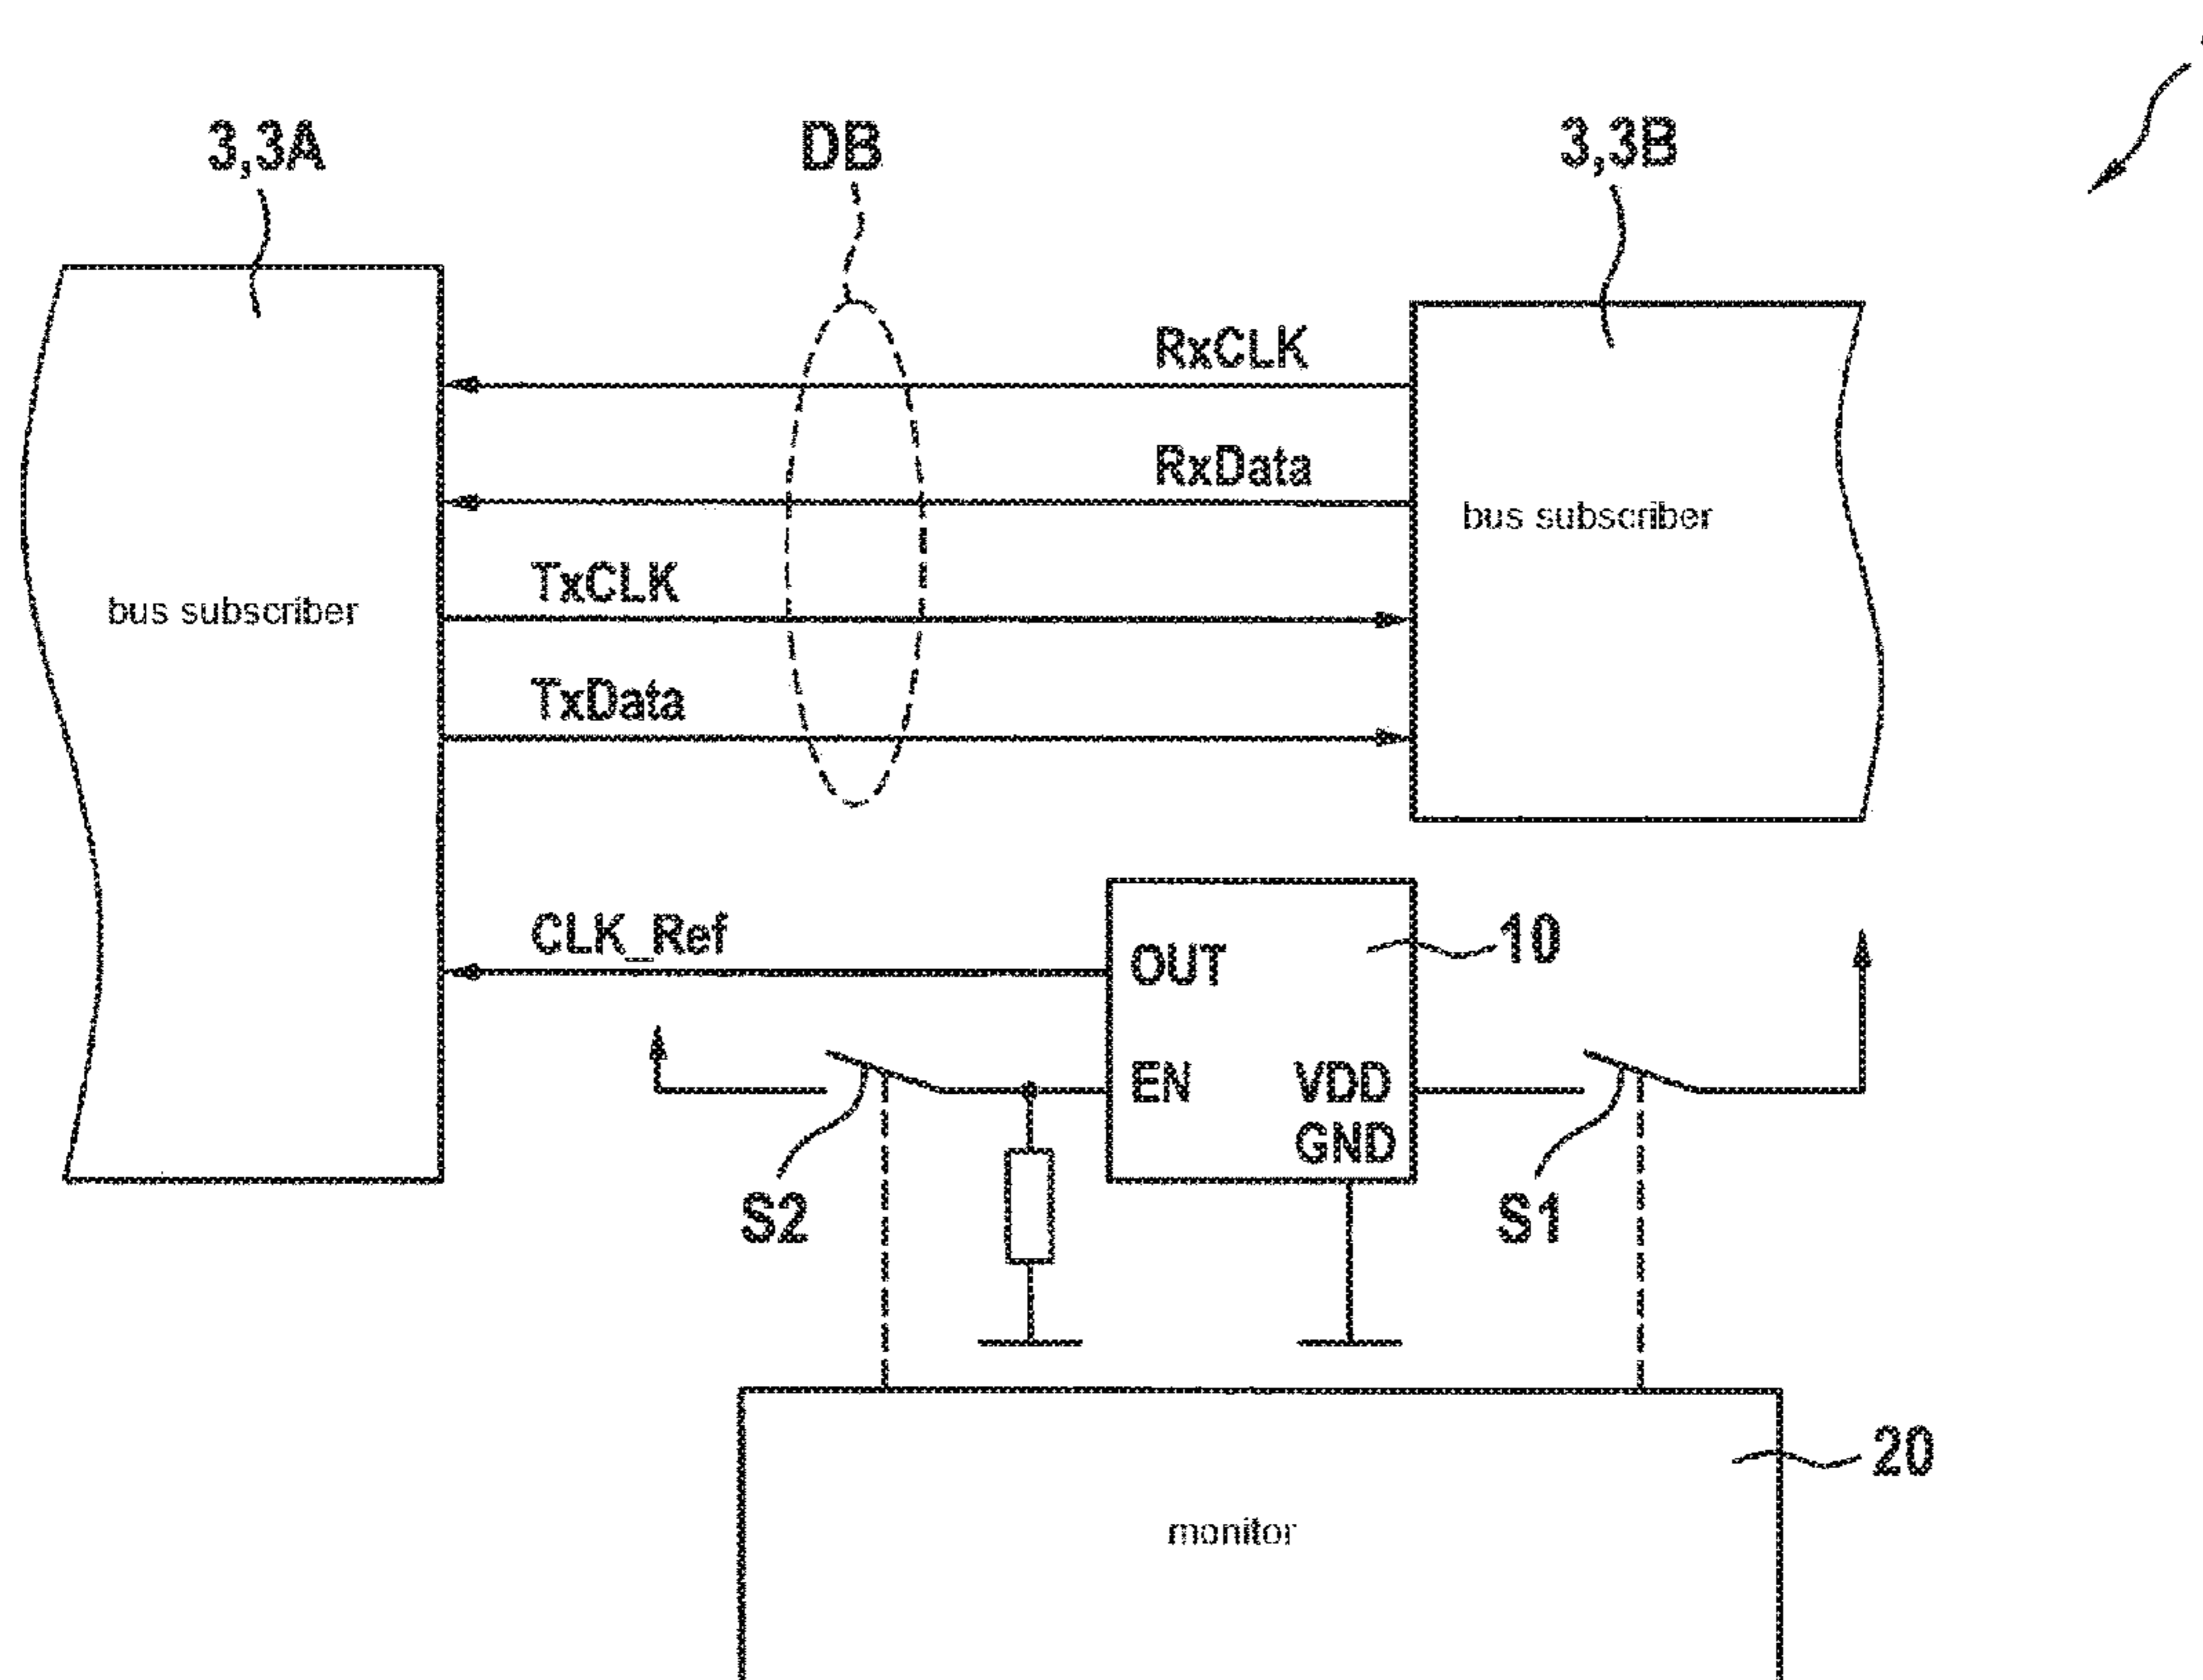 3,3A
DB
3,3B
RxCLK
RxData
bus subscriber
TxCLK
bus subscriber
TxData
CLK_Ref
OUT
10
EN
VDD
GND
S2
S1
20
monitor